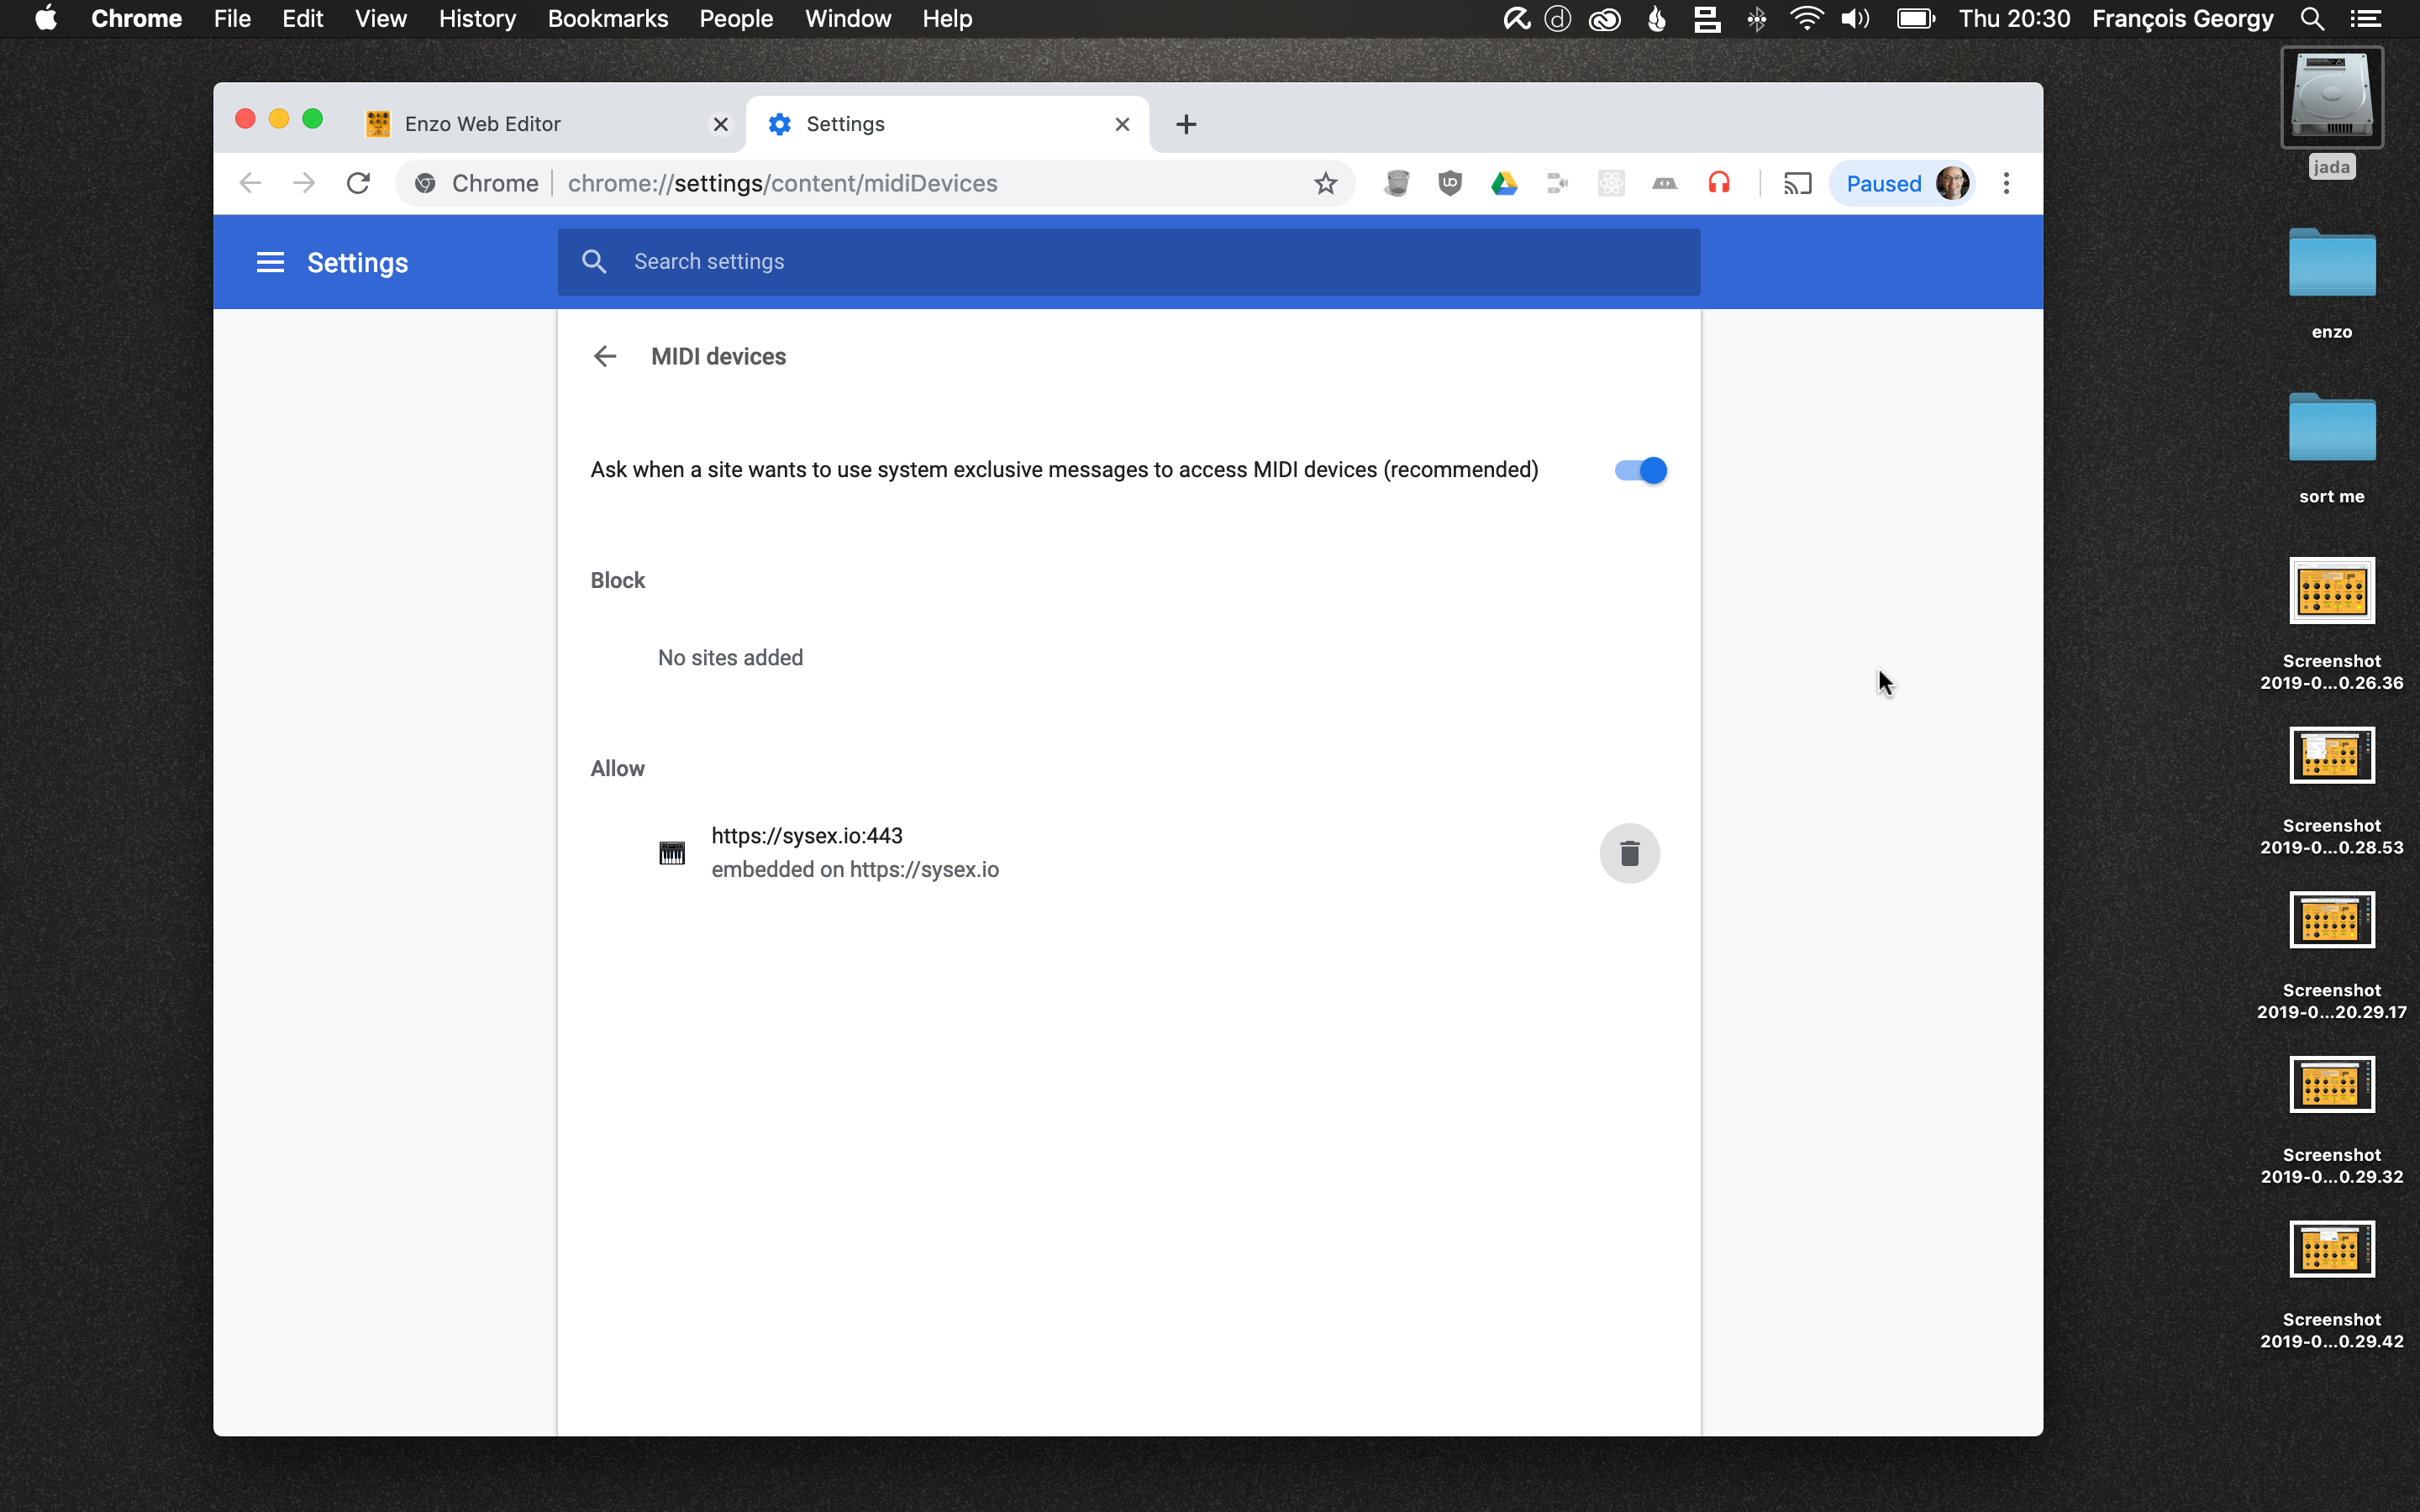 Chrome File Edit View History Bookmarks People Window Help Thu 20:30 François Georgy
Enzo Web Editor
Settings
Chrome chrome://settings/content/midiDevices Paused
Settings
Search settings
MIDI devices
Ask when a site wants to use system exclusive messages to access MIDI devices (recommended)
Block
No sites added
Allow
https://sysex.io:443
embedded on https://sysex.io
jada
enzo
sort me
Screenshot
2019-0...0.26.36
Screenshot
2019-0...0.28.53
Screenshot
2019-0...20.29.17
Screenshot
2019-0...0.29.32
Screenshot
2019-0...0.29.42